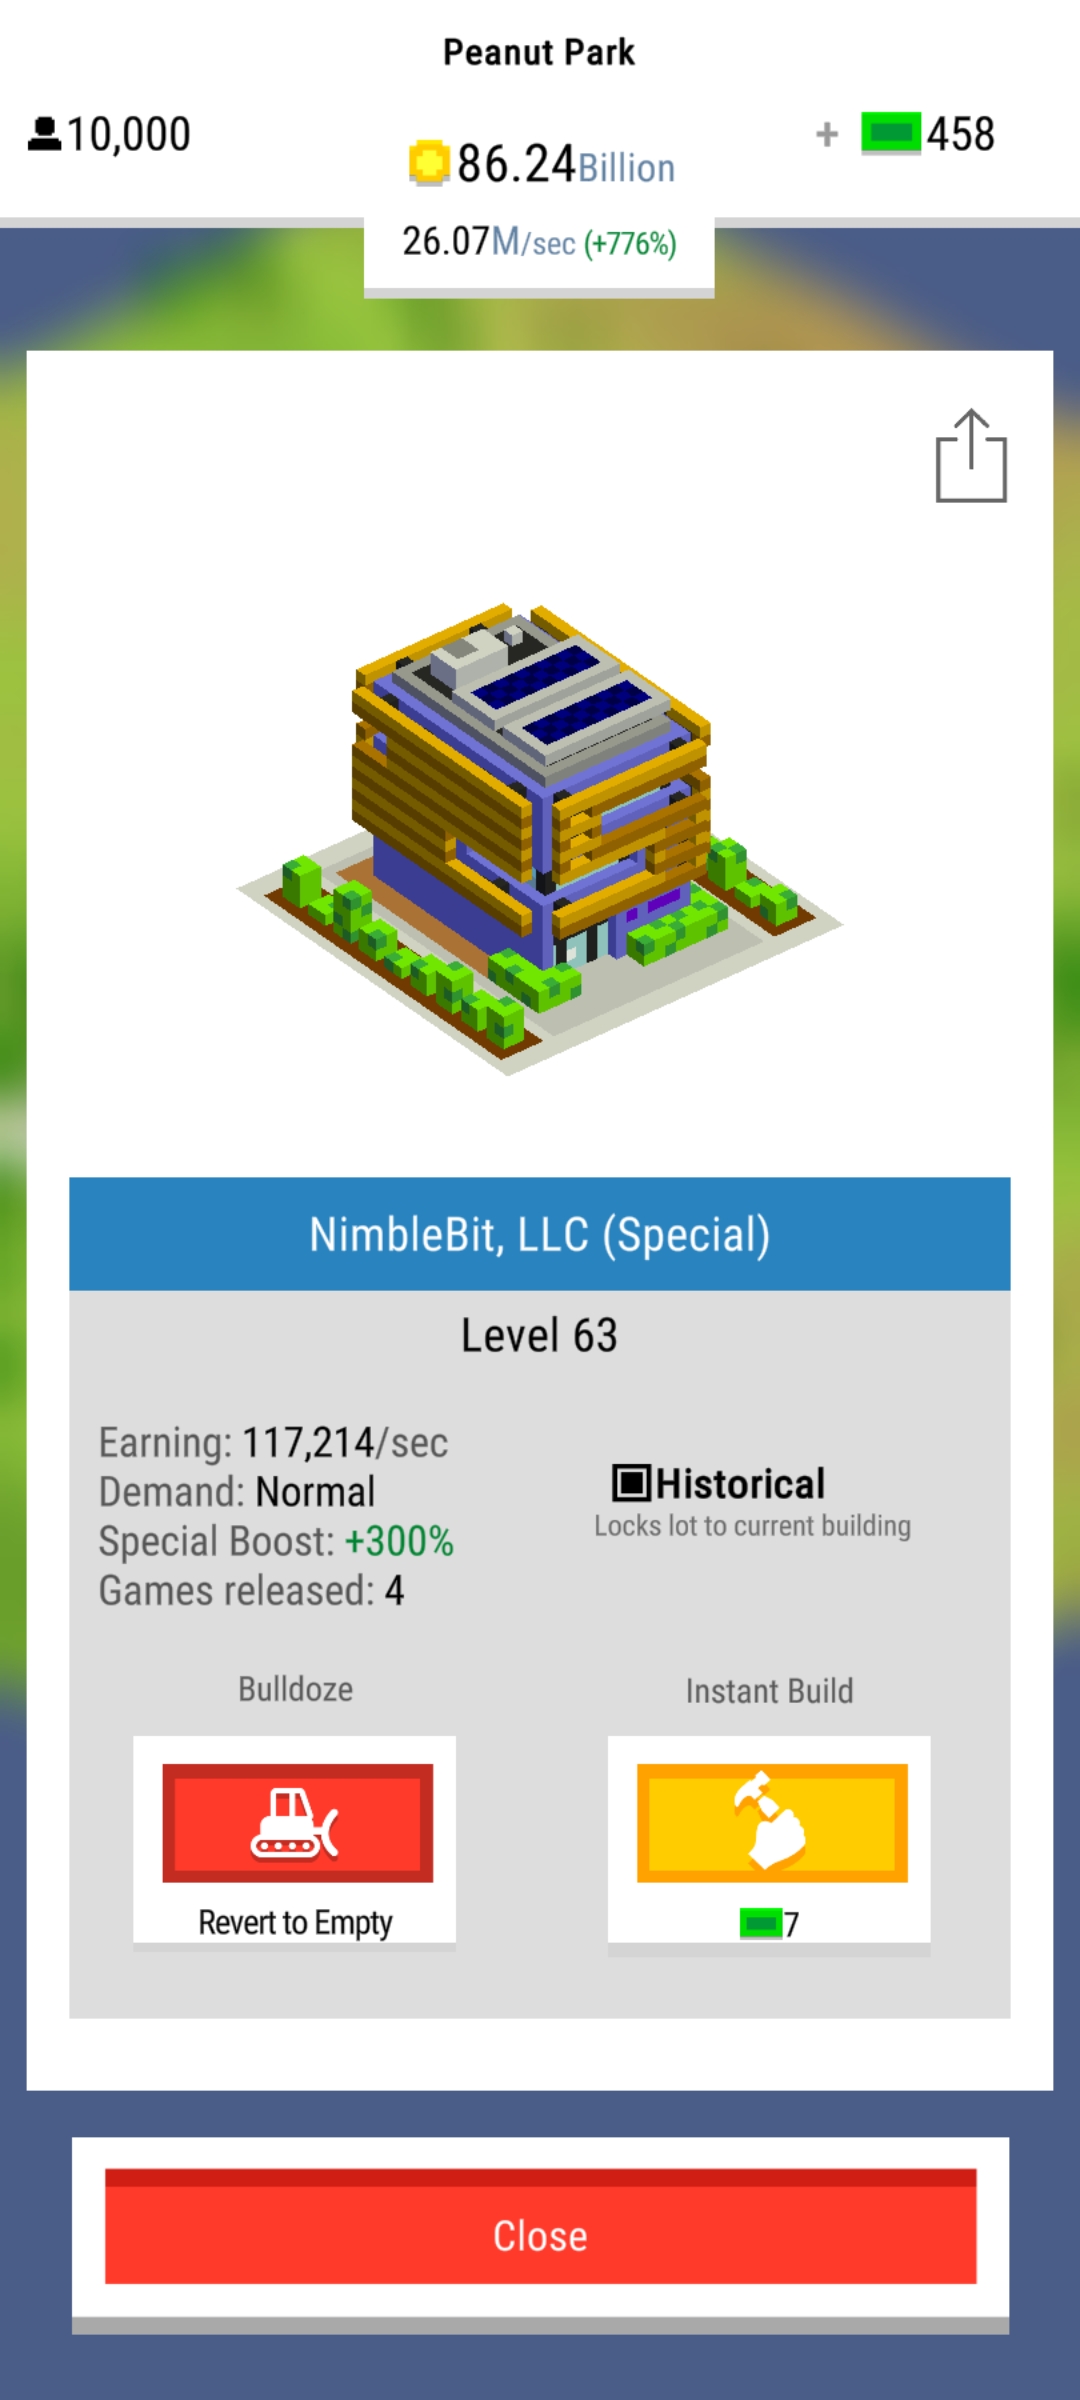 Peanut Park
10,000
86.24Billion
+ 458
26.07M/sec (+776%)
NimbleBit, LLC (Special)
Level 63
Earning: 117,214/sec
Demand: Normal
Special Boost: +300%
Games released: 4
Historical
Locks lot to current building
Bulldoze
Instant Build
Revert to Empty
7
Close